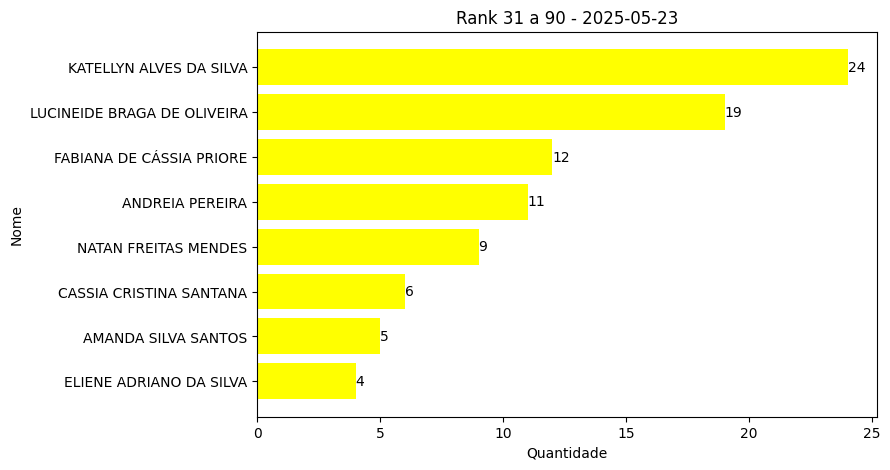 Rank 31 a 90 - 2025-05-23
KATELLYN ALVES DA SILVA 24
LUCINEIDE BRAGA DE OLIVEIRA 19
FABIANA DE CÁSSIA PRIORE 12
ANDREIA PEREIRA 11
NATAN FREITAS MENDES 9
CASSIA CRISTINA SANTANA 6
AMANDA SILVA SANTOS 5
ELIENE ADRIANO DA SILVA 4
Nome
0 5 10 15 20 25
Quantidade